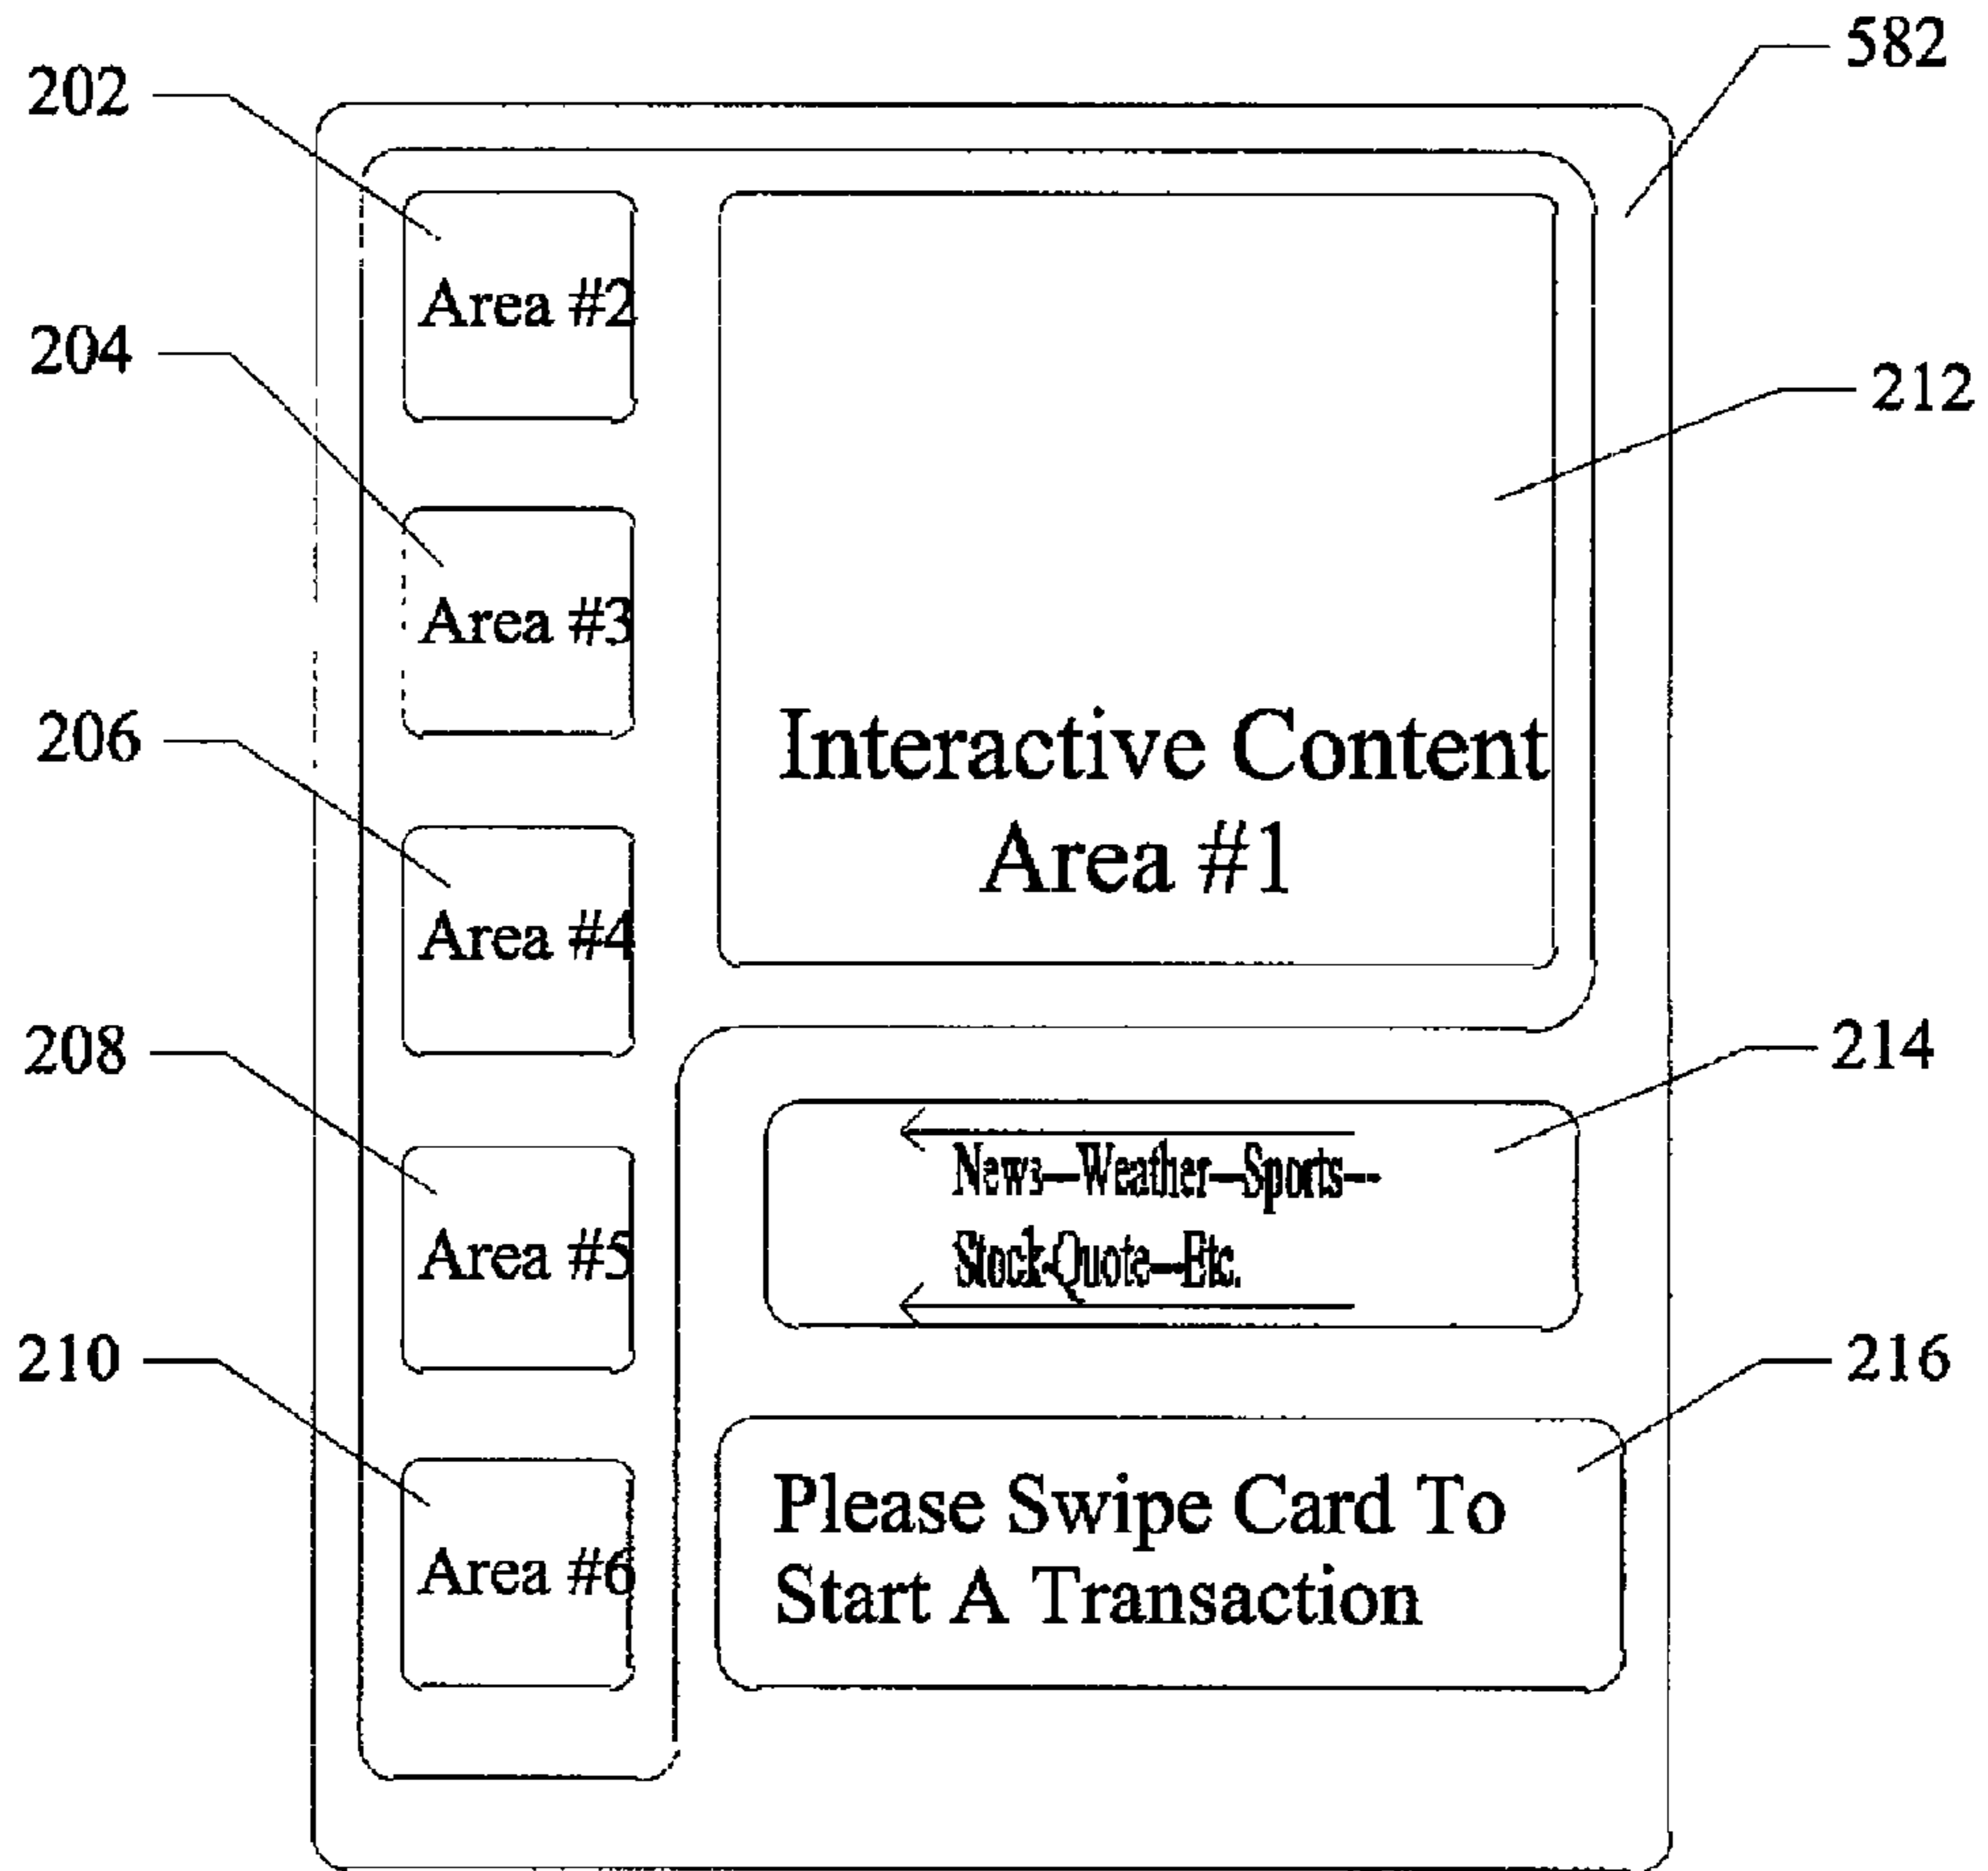 582
202
Area #2
204
212
Area #3
206
Interactive Content
Area #1
Area #4
208
214
News---Weather---Sports---
Stock-Quote---Etc.
Area #5
210
216
Please Swipe Card To
Start A Transaction
Area #6